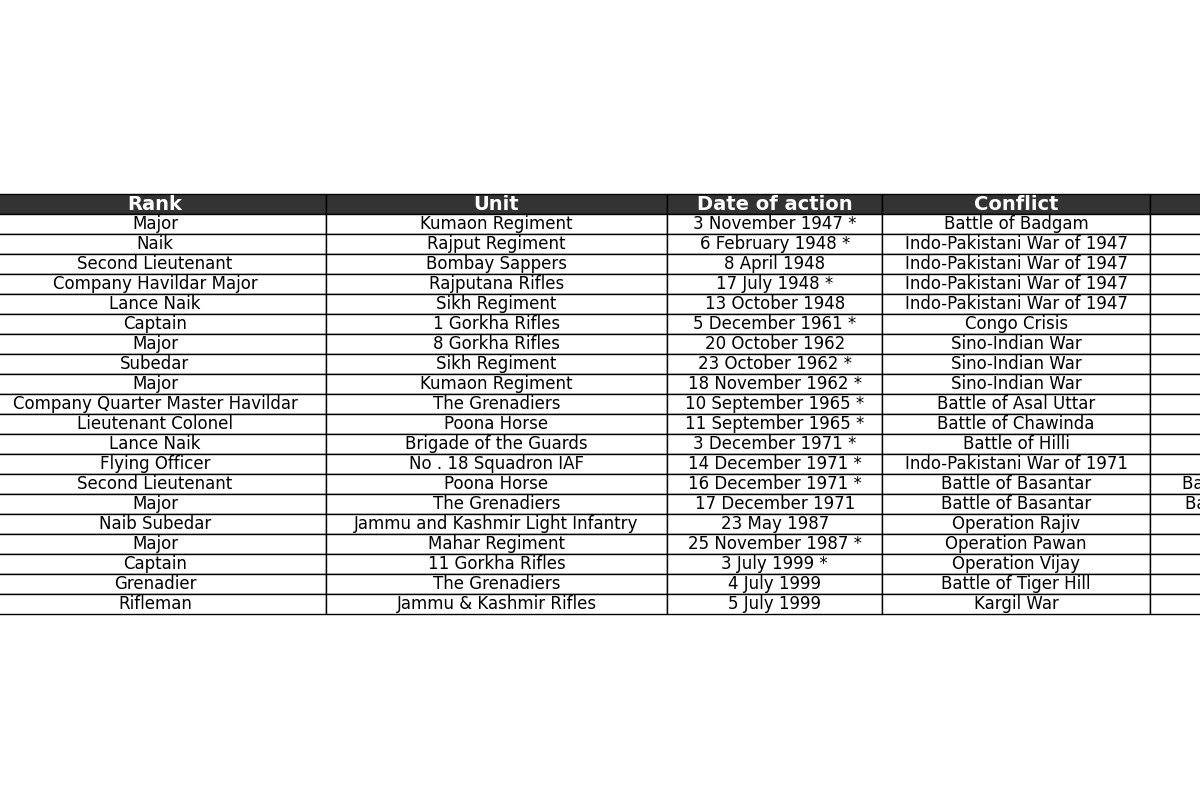 Rank Unit Date of action Conflict
Major Kumaon Regiment 3 November 1947 * Battle of Badgam
Naik Rajput Regiment 6 February 1948 * Indo-Pakistani War of 1947
Second Lieutenant Bombay Sappers 8 April 1948 Indo-Pakistani War of 1947
Company Havildar Major Rajputana Rifles 17 July 1948 * Indo-Pakistani War of 1947
Lance Naik Sikh Regiment 13 October 1948 Indo-Pakistani War of 1947
Captain 1 Gorkha Rifles 5 December 1961 * Congo Crisis
Major 8 Gorkha Rifles 20 October 1962 Sino-Indian War
Subedar Sikh Regiment 23 October 1962 * Sino-Indian War
Major Kumaon Regiment 18 November 1962 * Sino-Indian War
Company Quarter Master Havildar The Grenadiers 10 September 1965 * Battle of Asal Uttar
Lieutenant Colonel Poona Horse 11 September 1965 * Battle of Chawinda
Lance Naik Brigade of the Guards 3 December 1971 * Battle of Hilli
Flying Officer No . 18 Squadron IAF 14 December 1971 * Indo-Pakistani War of 1971
Second Lieutenant Poona Horse 16 December 1971 * Battle of Basantar Ba
Major The Grenadiers 17 December 1971 Battle of Basantar Ba
Naib Subedar Jammu and Kashmir Light Infantry 23 May 1987 Operation Rajiv
Major Mahar Regiment 25 November 1987 * Operation Pawan
Captain 11 Gorkha Rifles 3 July 1999 * Operation Vijay
Grenadier The Grenadiers 4 July 1999 Battle of Tiger Hill
Rifleman Jammu & Kashmir Rifles 5 July 1999 Kargil War